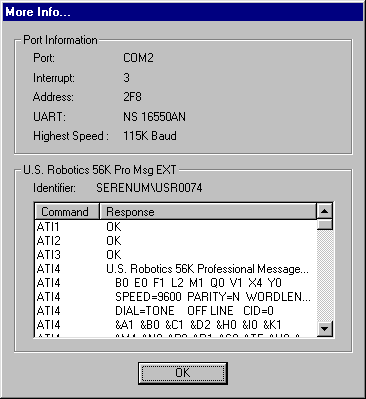 More Info...
Port Information
Port: COM2
Interrupt: 3
Address: 2F8
UART: NS 16550AN
Highest Speed : 115K Baud
U.S. Robotics 56K Pro Msg EXT
Identifier: SERENUM\USR0074
Command Response
ATI1 OK
ATI2 OK
ATI3 OK
ATI4 U.S. Robotics 56K Professional Message...
ATI4 B0 E0 F1 L2 M1 Q0 V1 X4 Y0
ATI4 SPEED=9600 PARITY=N WORDLEN...
ATI4 DIAL=TONE OFF LINE CID=0
ATI4 &A1 &B0 &C1 &D2 &H0 &I0 &K1
OK